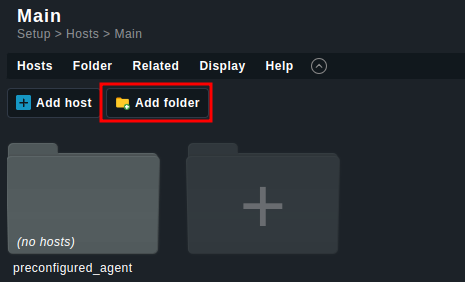 Main
Setup > Hosts > Main
Hosts Folder Related Display Help
Add host Add folder
(no hosts)
preconfigured_agent